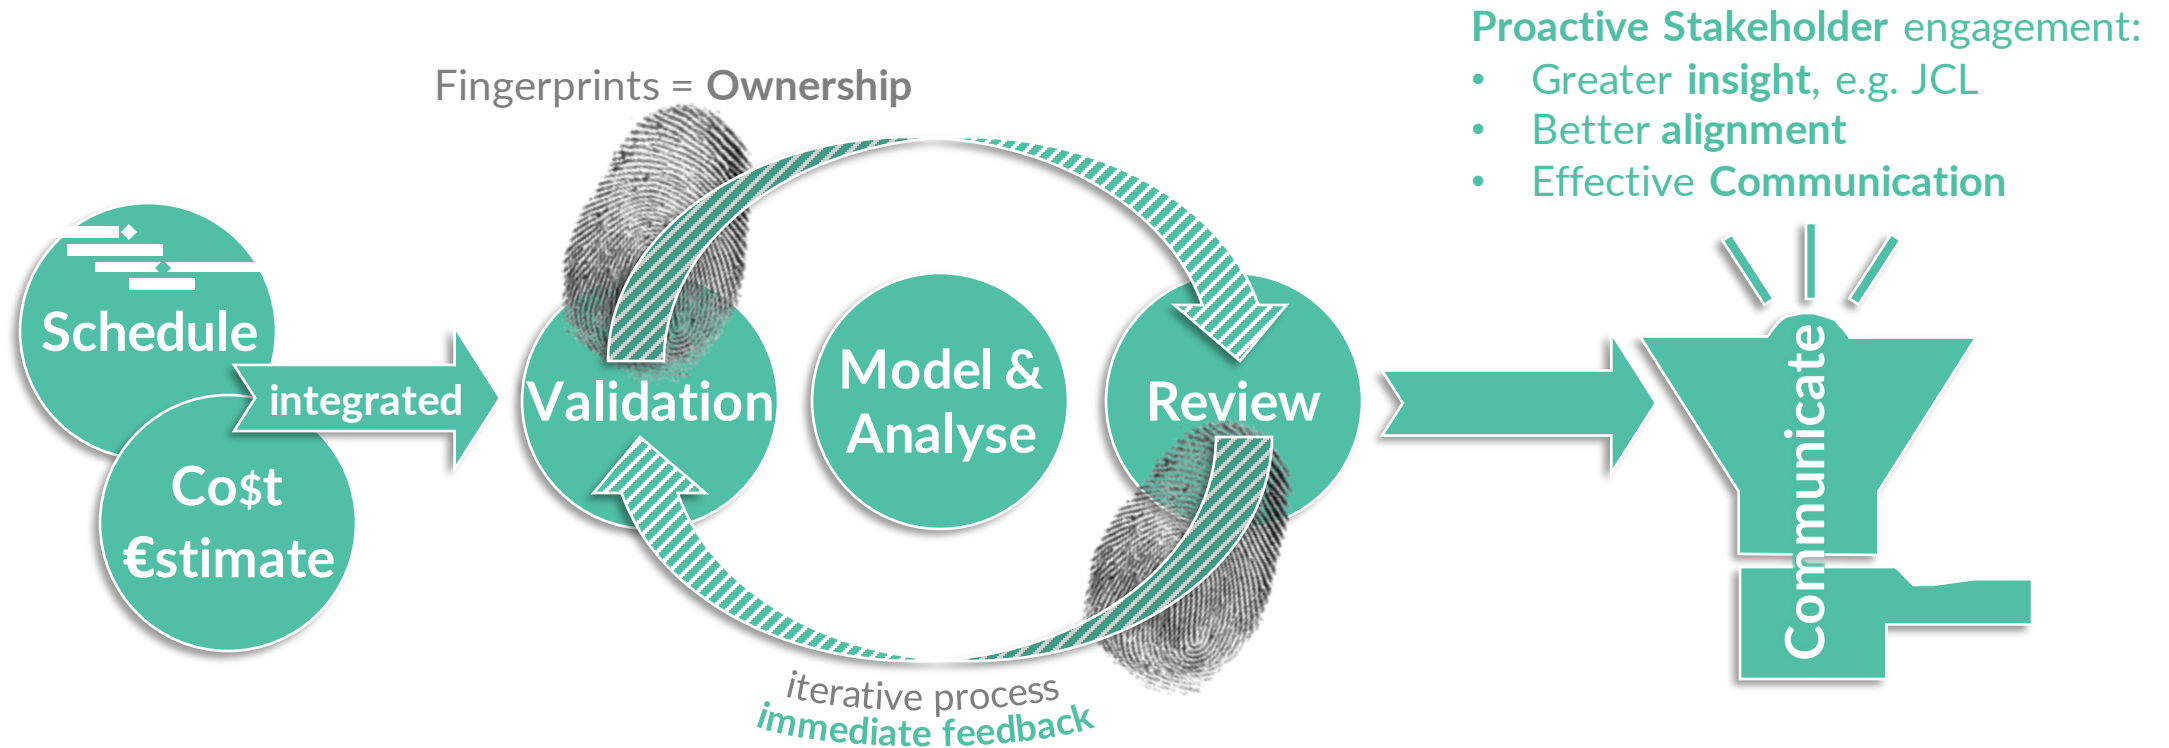 Proactive Stakeholder engagement:
• Greater insight, e.g. JCL
• Better alignment
• Effective Communication
Fingerprints = Ownership
Schedule
integrated
Co$t
€stimate
Validation
Model &
Analyse
Review
Communicate
iterative process
immediate feedback